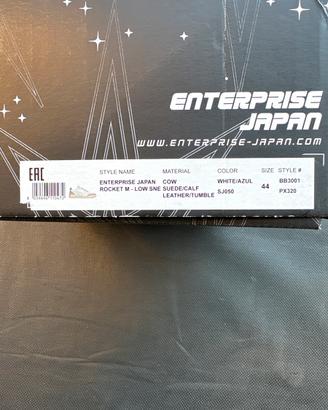 ENTERPRISE
JAPAN
WWW.ENTERPRISE-JAPAN.COM
EAC
STYLE NAME MATERIAL COLOR SIZE STYLE #
ENTERPRISE JAPAN COW WHITE/AZUL 44 BB3001
ROCKET M - LOW SNE SUEDE/CALF SJ050 PX320
LEATHER/TUMBLE